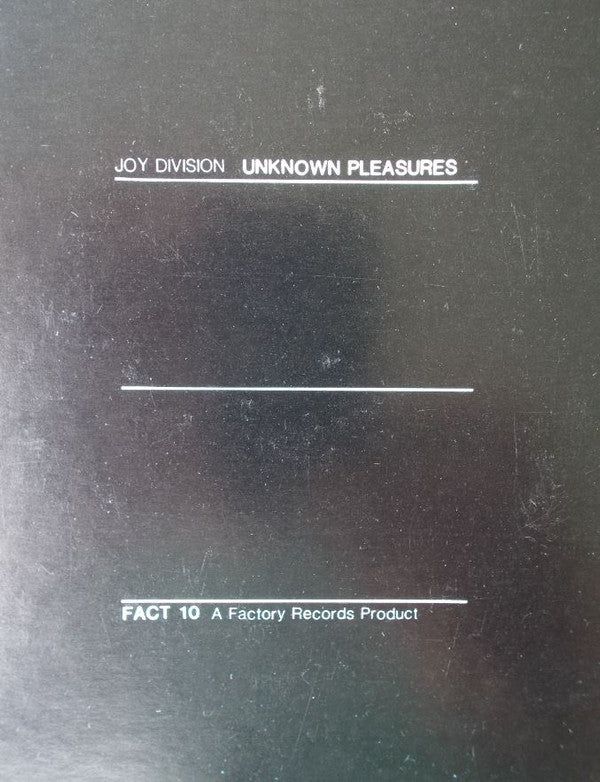 JOY DIVISION UNKNOWN PLEASURES
FACT 10 A Factory Records Product